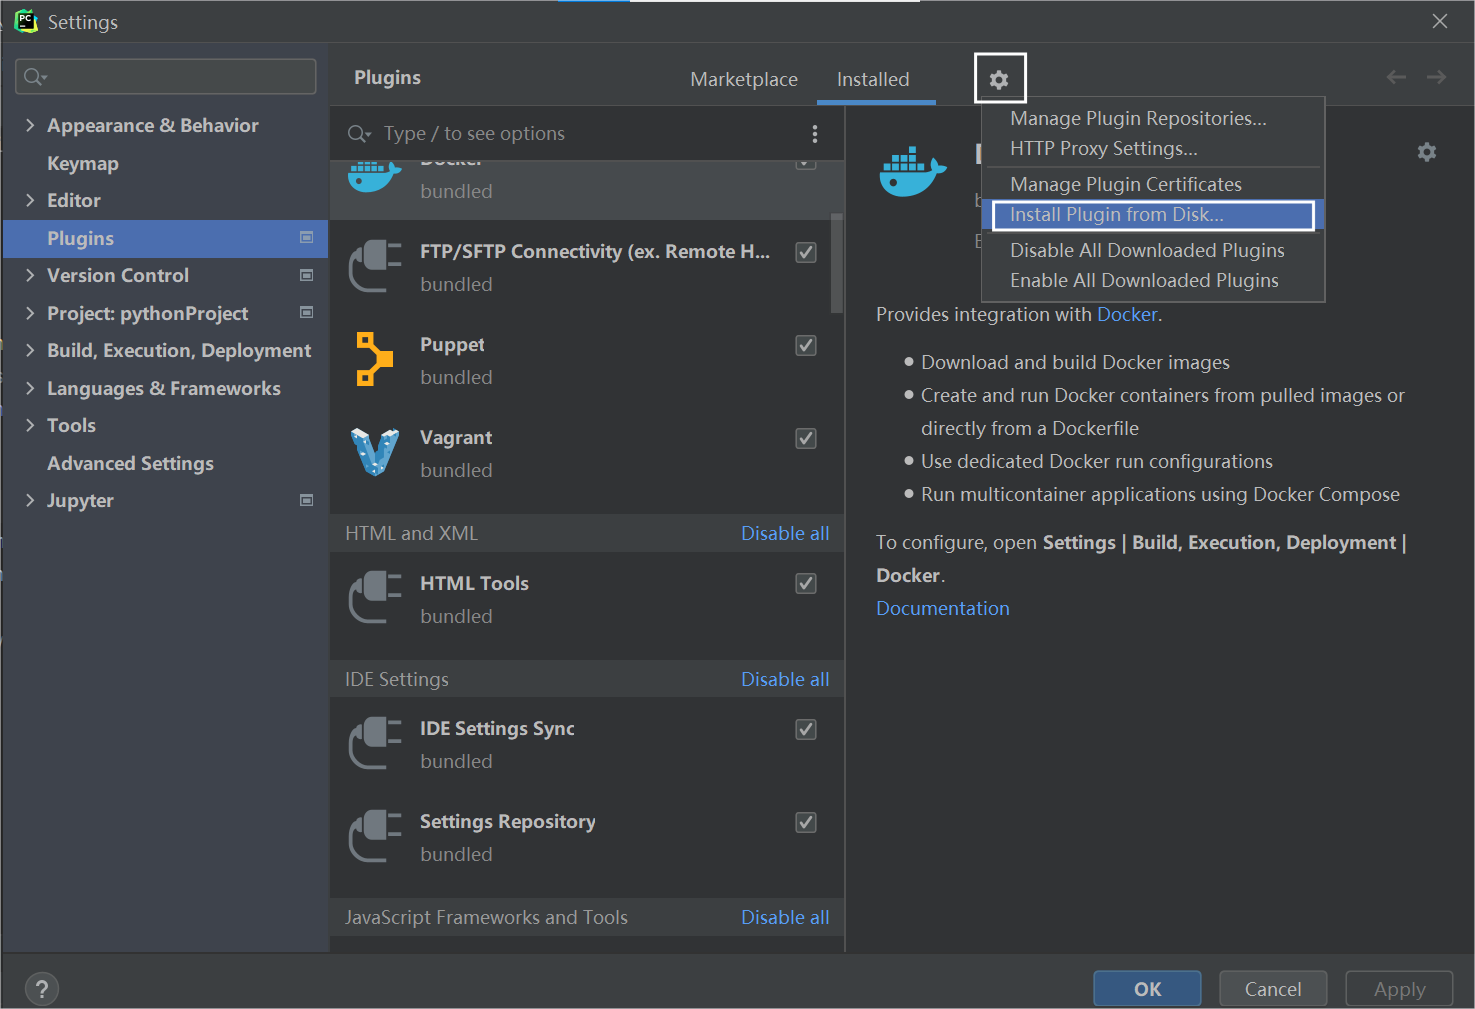 PC
Settings
Plugins
Marketplace
Installed
Appearance & Behavior
Keymap
Editor
Plugins
Version Control
Project: pythonProject
Build, Execution, Deployment
Languages & Frameworks
Tools
Advanced Settings
Jupyter
Type / to see options
Docker
bundled
FTP/SFTP Connectivity (ex. Remote H...
bundled
Puppet
bundled
Vagrant
bundled
HTML and XML
Disable all
HTML Tools
bundled
IDE Settings
Disable all
IDE Settings Sync
bundled
Settings Repository
bundled
JavaScript Frameworks and Tools
Disable all
Manage Plugin Repositories...
HTTP Proxy Settings...
Manage Plugin Certificates
Install Plugin from Disk...
Disable All Downloaded Plugins
Enable All Downloaded Plugins
Provides integration with Docker.
Download and build Docker images
Create and run Docker containers from pulled images or
directly from a Dockerfile
Use dedicated Docker run configurations
Run multicontainer applications using Docker Compose
To configure, open Settings | Build, Execution, Deployment |
Docker.
Documentation
?
OK
Cancel
Apply